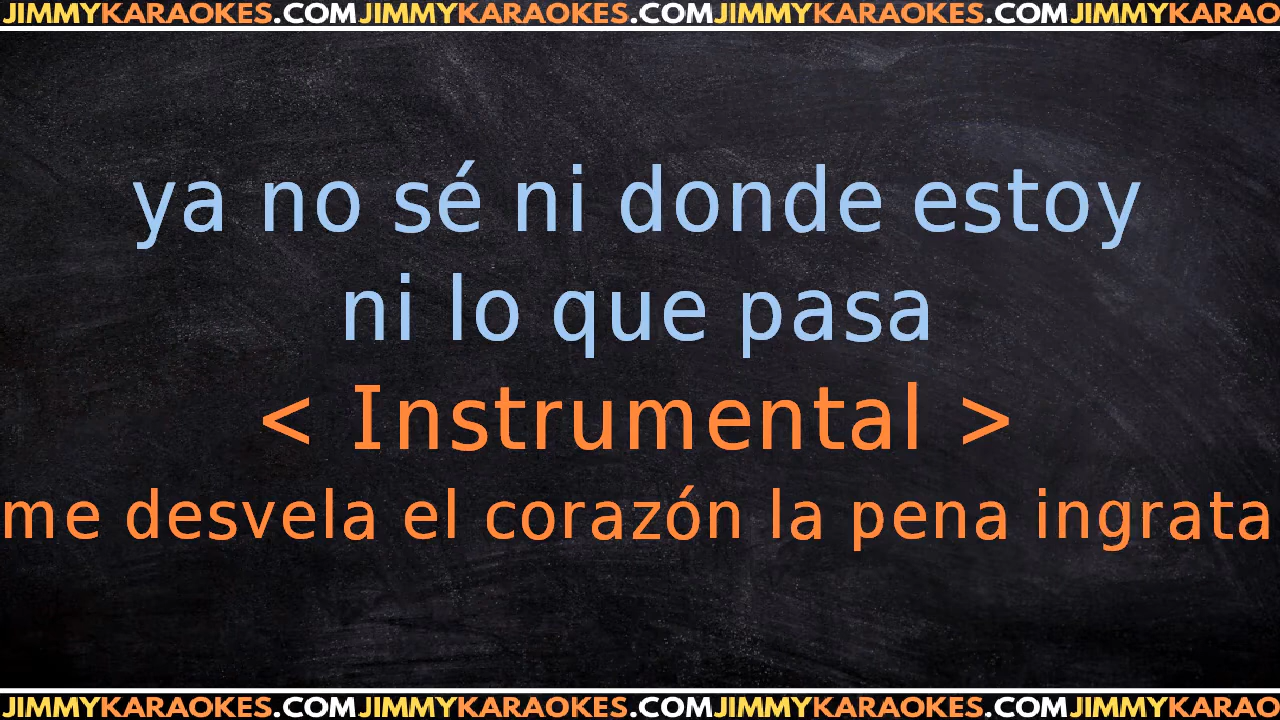 JIMMYKARAOKES.COMJIMMYKARAOKES.COMJIMMYKARAOKES.COMJIMMYKARAO
ya no sé ni donde estoy
ni lo que pasa
< Instrumental >
me desvela el corazón la pena ingrata
JIMMYKARAOKES.COMJIMMYKARAOKES.COMJIMMYKARAOKES.COMJIMMYKARAO